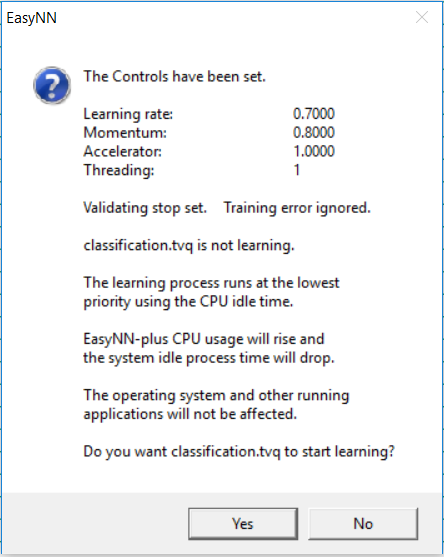 EasyNN
The Controls have been set.
Learning rate: 0.7000
Momentum: 0.8000
Accelerator: 1.0000
Threading: 1
Validating stop set. Training error ignored.
classification.tvq is not learning.
The learning process runs at the lowest
priority using the CPU idle time.
EasyNN-plus CPU usage will rise and
the system idle process time will drop.
The operating system and other running
applications will not be affected.
Do you want classification.tvq to start learning?
Yes No